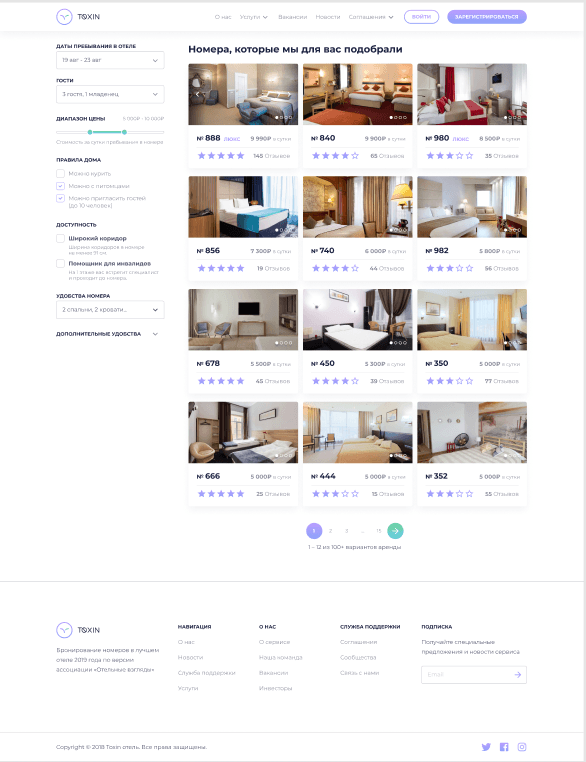 TOXIN
О нас
Услуги
Вакансии
Новости
Соглашения
ВОЙТИ
ЗАРЕГИСТРИРОВАТЬСЯ
ДАТЫ ПРЕБЫВАНИЯ В ОТЕЛЕ
19 авг - 23 авг
ГОСТИ
3 гостя, 1 младенец
ДИАПАЗОН ЦЕНЫ 5 000₽ - 10 000₽
Стоимость за сутки пребывания в номере
ПРАВИЛА ДОМА
Можно курить
Можно с питомцами
Можно пригласить гостей
(до 10 человек)
ДОСТУПНОСТЬ
Широкий коридор
Ширина коридоров в номере
не менее 91 см
Помощник для инвалидов
На 1 этаже вас встретит специалист
и проводит до номера.
УДОБСТВА НОМЕРА
2 спальни, 2 кровати...
ДОПОЛНИТЕЛЬНЫЕ УДОБСТВА
Номера, которые мы для вас подобрали
№ 888 ЛЮКС 9 990₽ в сутки
145 Отзывов
№ 840 9 900₽ в сутки
65 Отзывов
№ 980 ЛЮКС 8 500₽ в сутки
35 Отзывов
№ 856 7 300₽ в сутки
19 Отзывов
№ 740 6 000₽ в сутки
44 Отзывов
№ 982 5 800₽ в сутки
56 Отзывов
№ 678 5 500₽ в сутки
45 Отзывов
№ 450 5 300₽ в сутки
39 Отзывов
№ 350 5 000₽ в сутки
77 Отзывов
№ 666 5 000₽ в сутки
25 Отзывов
№ 444 5 000₽ в сутки
15 Отзывов
№ 352 5 000₽ в сутки
55 Отзывов
1 2 3 ... 15
1 – 12 из 100+ вариантов аренды
TOXIN
Бронирование номеров в лучшем
отеле 2019 года по версии
ассоциации «Отельные взгляды»
НАВИГАЦИЯ
О нас
Новости
Служба поддержки
Услуги
О НАС
О сервисе
Наша команда
Вакансии
Инвесторы
СЛУЖБА ПОДДЕРЖКИ
Соглашения
Сообщества
Связь с нами
ПОДПИСКА
Получайте специальные
предложения и новости сервиса
Email
Copyright © 2018 Toxin отель. Все права защищены.